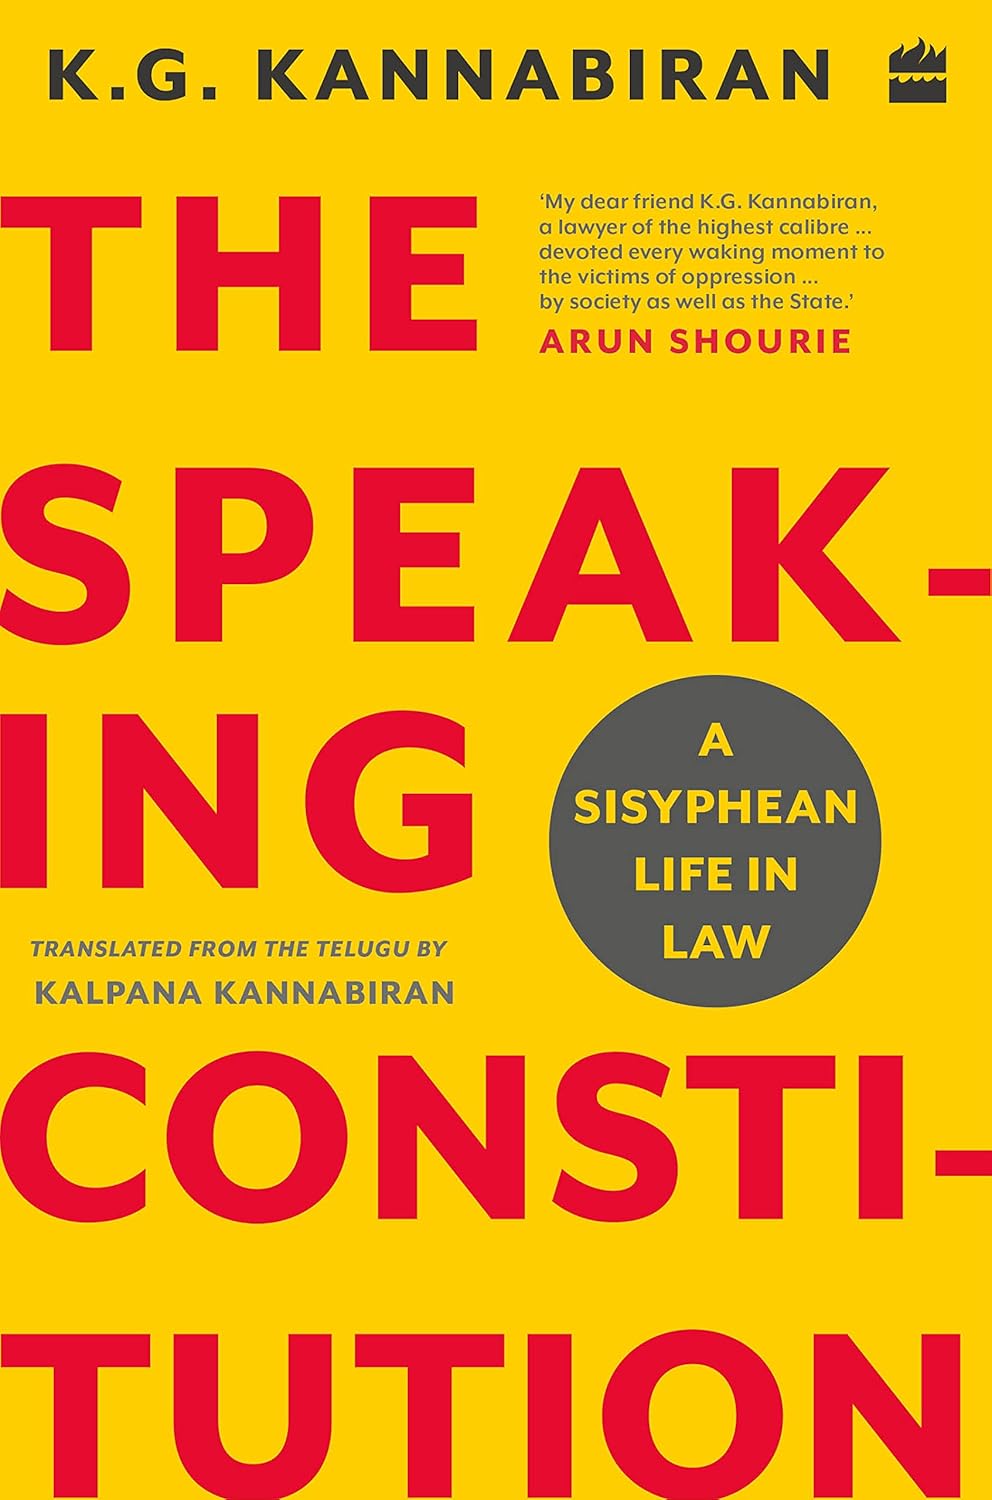 K.G. KANNABIRAN
THE
‘My dear friend K.G. Kannabiran,
a lawyer of the highest calibre ...
devoted every waking moment to
the victims of oppression ...
by society as well as the State.’
ARUN SHOURIE
SPEAK-
ING
A
SISYPHEAN
LIFE IN
LAW
TRANSLATED FROM THE TELUGU BY
KALPANA KANNABIRAN
CONSTI-
TUTION